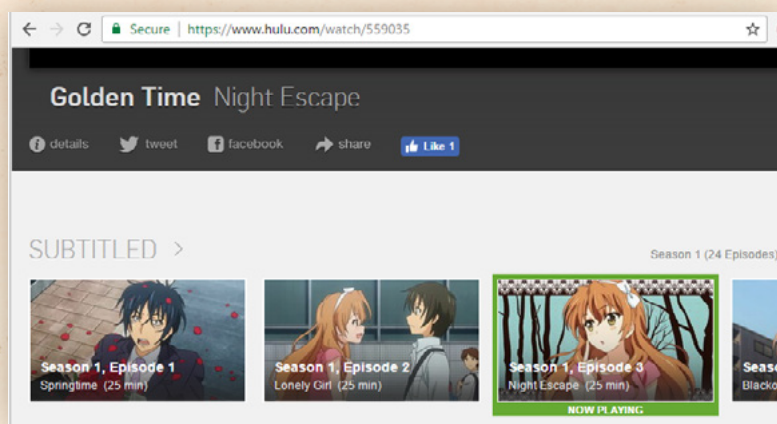 Secure | https://www.hulu.com/watch/559035
Golden Time Night Escape
details tweet facebook share Like 1
SUBTITLED >
Season 1 (24 Episodes)
Season 1, Episode 1
Springtime (25 min)
Season 1, Episode 2
Lonely Girl (25 min)
Season 1, Episode 3
Night Escape (25 min)
NOW PLAYING
Seas
Blacko